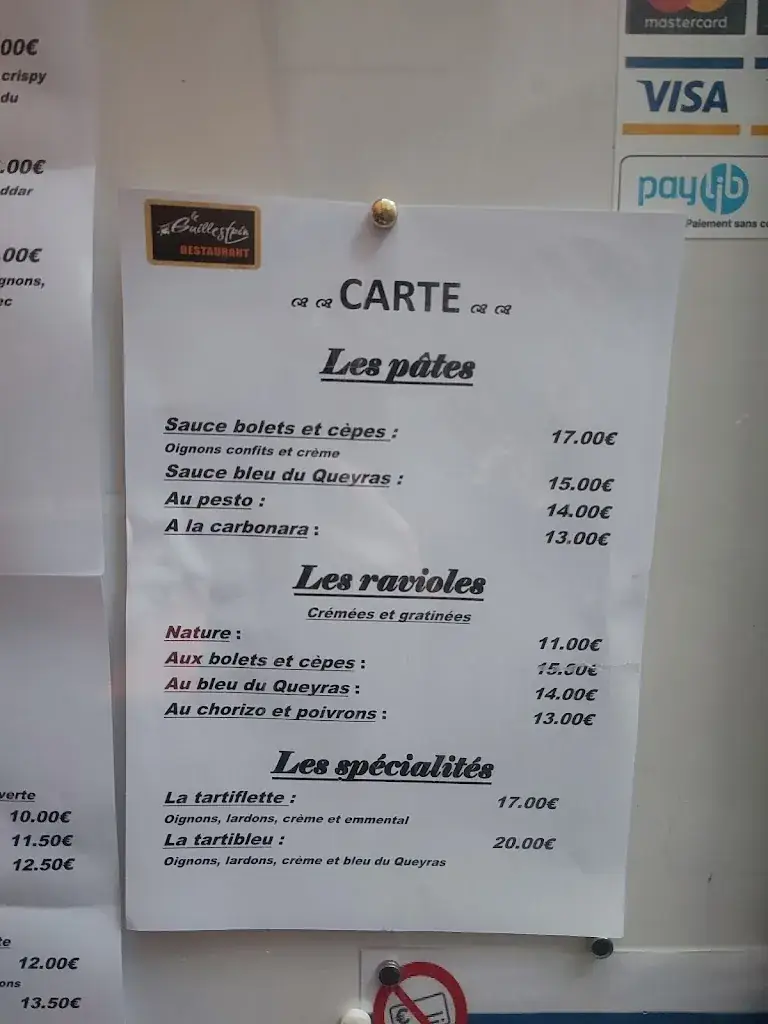 .00€
crispy
du
.00€
ddar
.00€
gnons,
ec
mastercard
VISA
paylib
Paiement sans c
le
Guillestrin
RESTAURANT
CARTE
Les pâtes
Sauce bolets et cèpes : 17.00€
Oignons confits et crème
Sauce bleu du Queyras : 15.00€
Au pesto : 14.00€
A la carbonara : 13.00€
Les ravioles
Crémées et gratinées
Nature : 11.00€
Aux bolets et cèpes : 15.00€
Au bleu du Queyras : 14.00€
Au chorizo et poivrons : 13.00€
Les spécialités
La tartiflette : 17.00€
Oignons, lardons, crème et emmental
La tartibleu : 20.00€
Oignons, lardons, crème et bleu du Queyras
verte
10.00€
11.50€
12.50€
te
12.00€
ons
13.50€
€